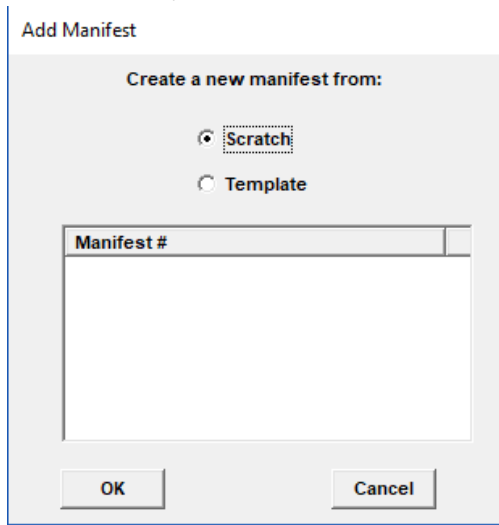 Add Manifest
Create a new manifest from:
Scratch
Template
Manifest #
OK Cancel